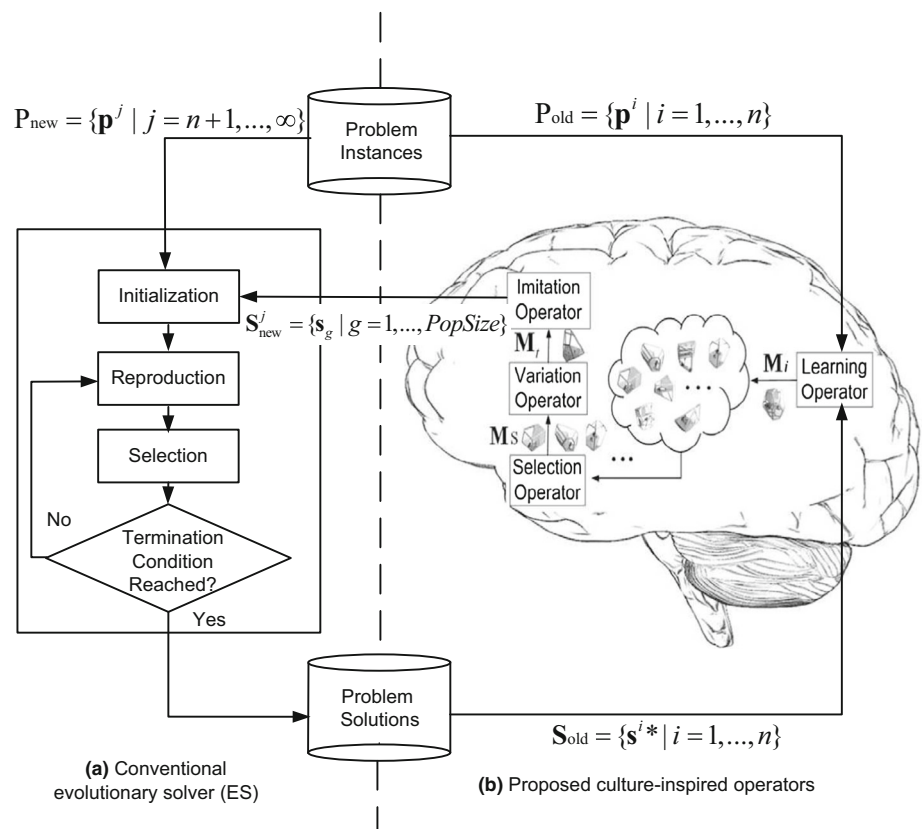 P_new = {p^j | j = n+1,...,∞}
Problem
Instances
P_old = {p^i | i = 1,...,n}
Initialization
Imitation
Operator
S^j_new = {s_g | g = 1,...,PopSize}
M_t
Reproduction
Variation
Operator
...
M_i
Learning
Operator
M_S
...
Selection
Selection
Operator
No
Termination
Condition
Reached?
Yes
Problem
Solutions
S_old = {s^i* | i = 1,...,n}
(a) Conventional
evolutionary solver (ES)
(b) Proposed culture-inspired operators